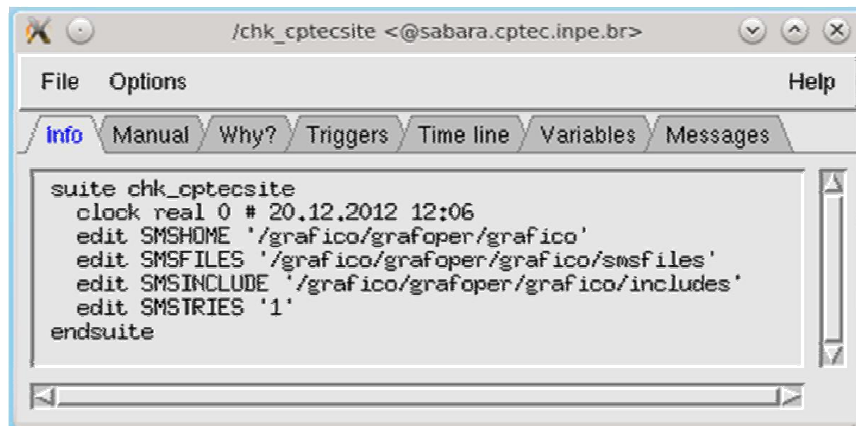 /chk_cptecsite <@sabara.cptec.inpe.br>
File Options Help
Info Manual Why? Triggers Time line Variables Messages
suite chk_cptecsite
clock real 0 # 20.12.2012 12:06
edit SMSHOME '/grafico/grafoper/grafico'
edit SMSFILES '/grafico/grafoper/grafico/smsfiles'
edit SMSINCLUDE '/grafico/grafoper/grafico/includes'
edit SMSTRIES '1'
endsuite